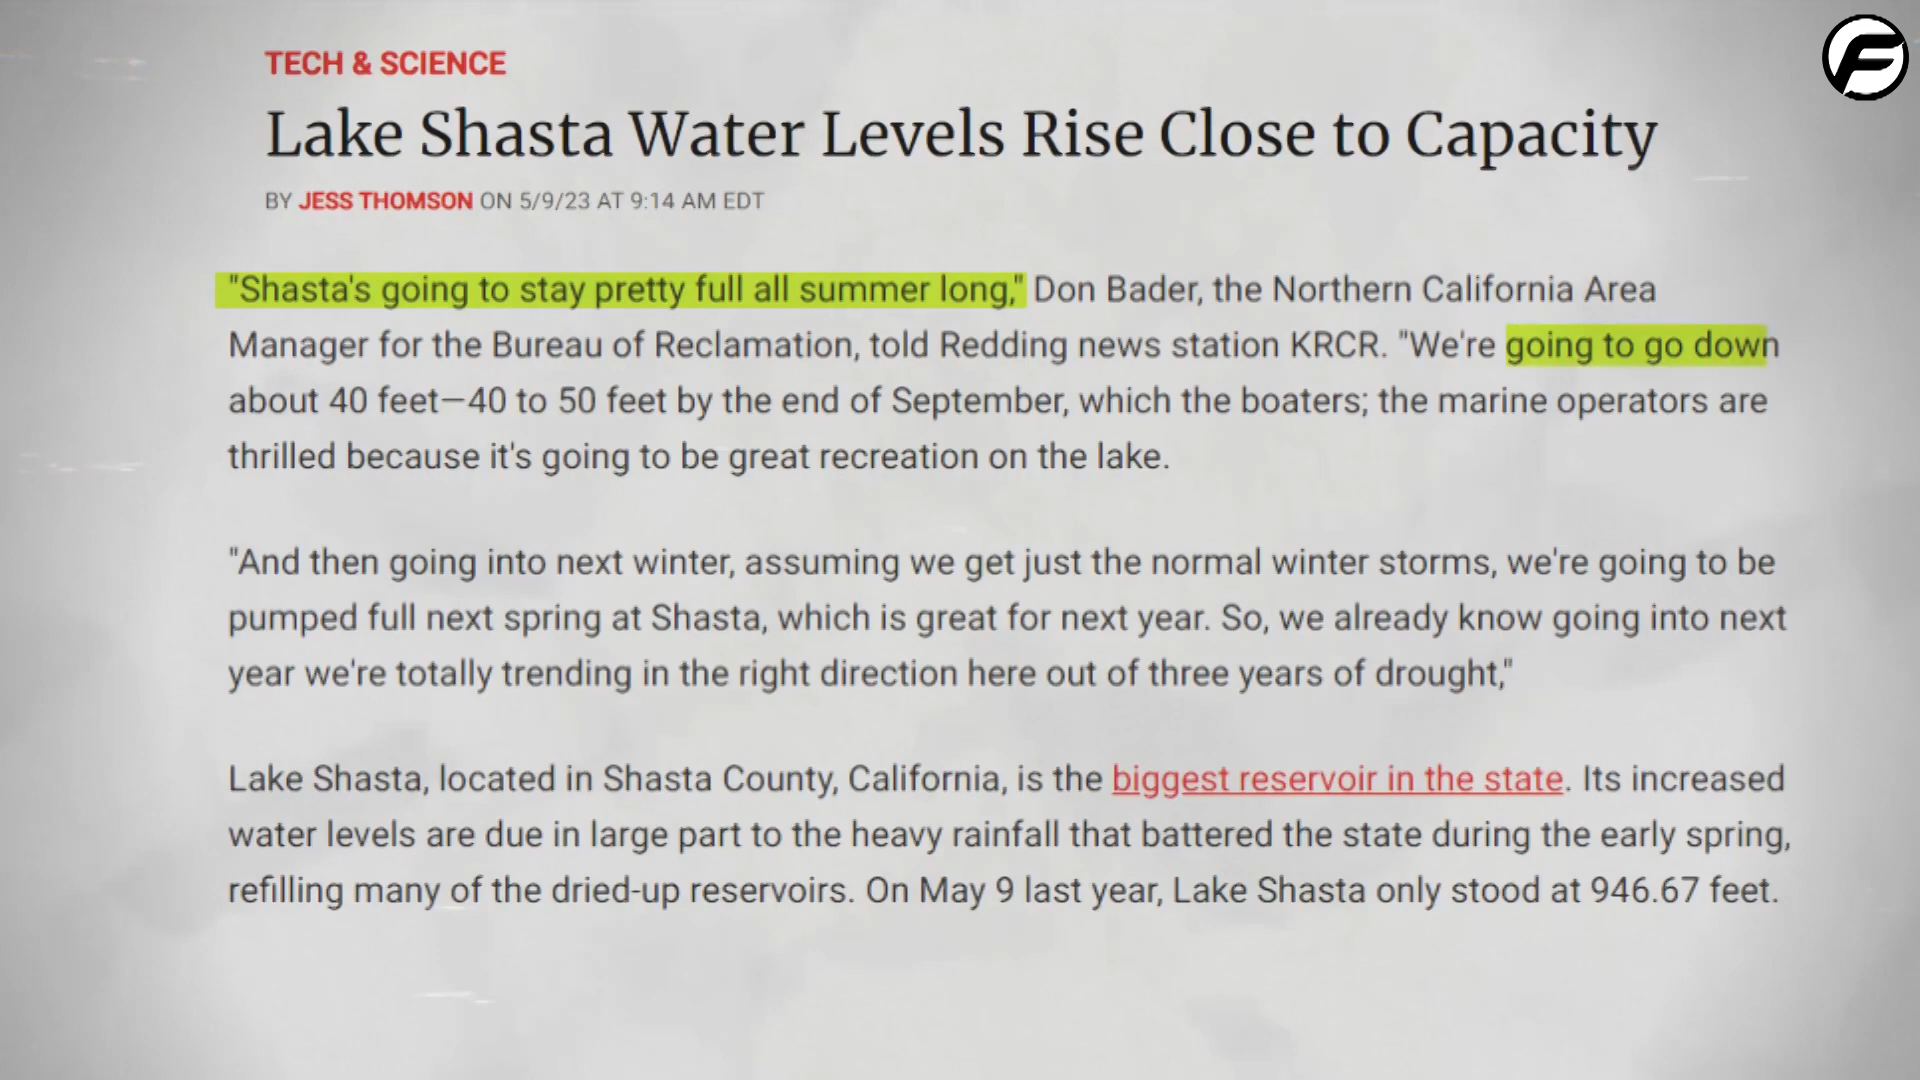 TECH & SCIENCE
Lake Shasta Water Levels Rise Close to Capacity
BY JESS THOMSON ON 5/9/23 AT 9:14 AM EDT
"Shasta's going to stay pretty full all summer long," Don Bader, the Northern California Area
Manager for the Bureau of Reclamation, told Redding news station KRCR. "We're going to go down
about 40 feet—40 to 50 feet by the end of September, which the boaters; the marine operators are
thrilled because it's going to be great recreation on the lake.
"And then going into next winter, assuming we get just the normal winter storms, we're going to be
pumped full next spring at Shasta, which is great for next year. So, we already know going into next
year we're totally trending in the right direction here out of three years of drought,"
Lake Shasta, located in Shasta County, California, is the biggest reservoir in the state. Its increased
water levels are due in large part to the heavy rainfall that battered the state during the early spring,
refilling many of the dried-up reservoirs. On May 9 last year, Lake Shasta only stood at 946.67 feet.